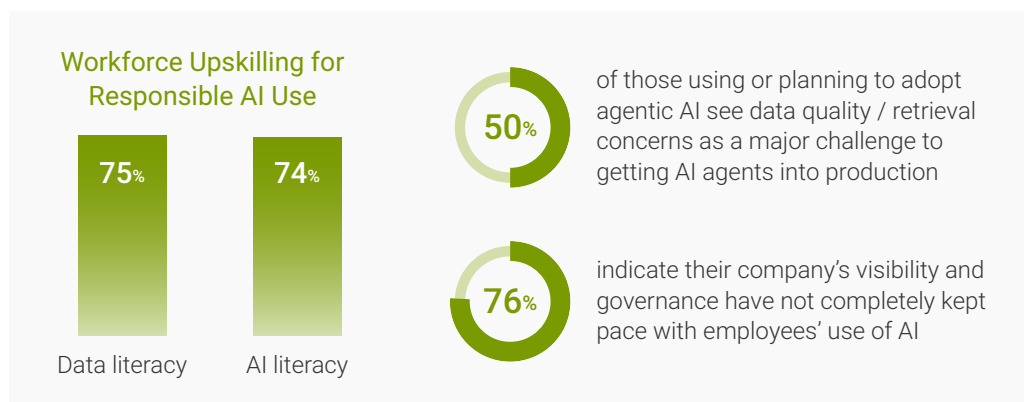 Workforce Upskilling for
Responsible AI Use
75%
74%
Data literacy
AI literacy
50%
of those using or planning to adopt
agentic AI see data quality / retrieval
concerns as a major challenge to
getting AI agents into production
76%
indicate their company’s visibility and
governance have not completely kept
pace with employees’ use of AI